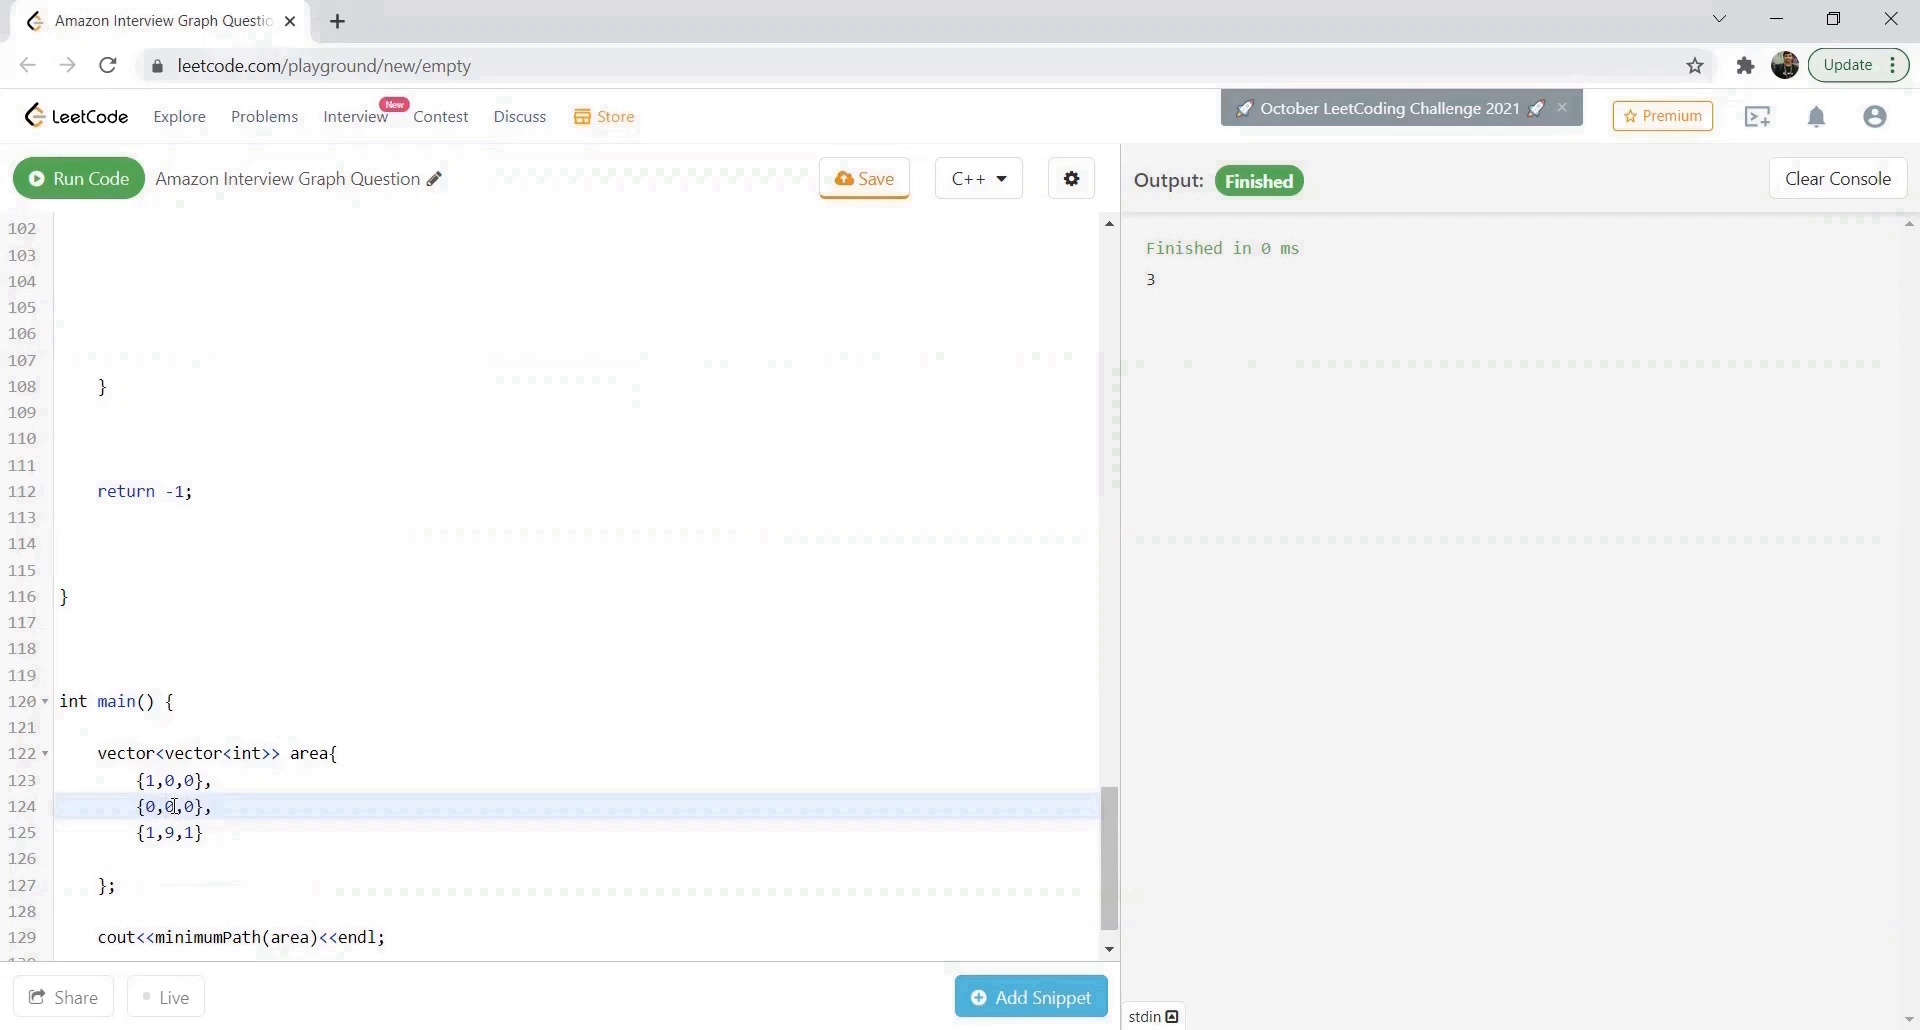 Amazon Interview Graph Questic
leetcode.com/playground/new/empty
Update
LeetCode Explore Problems Interview New Contest Discuss Store
October LeetCoding Challenge 2021
Premium
Run Code Amazon Interview Graph Question Save C++
Output: Finished Clear Console
Finished in 0 ms
3
102
103
104
105
106
107
108 }
109
110
111
112 return -1;
113
114
115
116 }
117
118
119
120 int main() {
121
122 vector<vector<int>> area{
123 {1,0,0},
124 {0,0,0},
125 {1,9,1}
126
127 };
128
129 cout<<minimumPath(area)<<endl;
Share Live Add Snippet
stdin